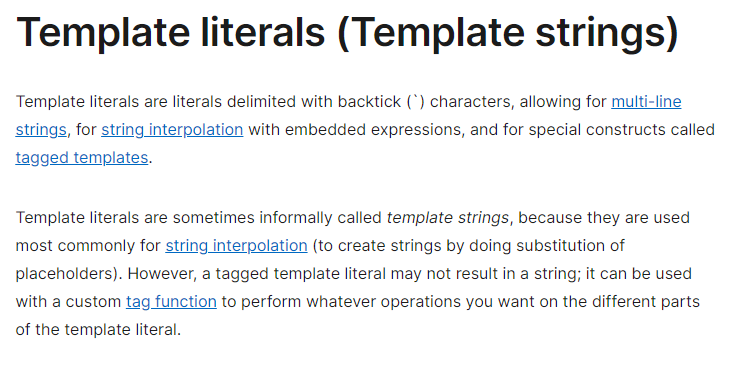 Template literals (Template strings)
Template literals are literals delimited with backtick (`) characters, allowing for multi-line
strings, for string interpolation with embedded expressions, and for special constructs called
tagged templates.
Template literals are sometimes informally called template strings, because they are used
most commonly for string interpolation (to create strings by doing substitution of
placeholders). However, a tagged template literal may not result in a string; it can be used
with a custom tag function to perform whatever operations you want on the different parts
of the template literal.